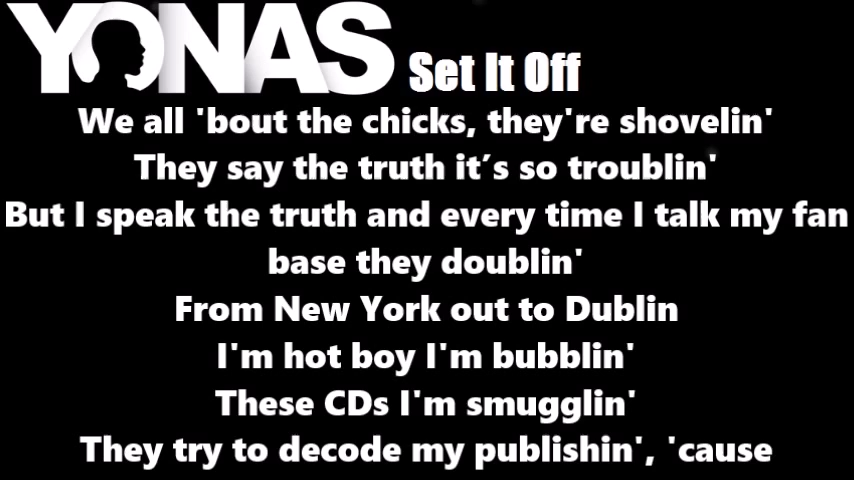 YONAS Set It Off
We all 'bout the chicks, they're shovelin'
They say the truth it’s so troublin'
But I speak the truth and every time I talk my fan
base they doublin'
From New York out to Dublin
I'm hot boy I'm bubblin'
These CDs I'm smugglin'
They try to decode my publishin', 'cause